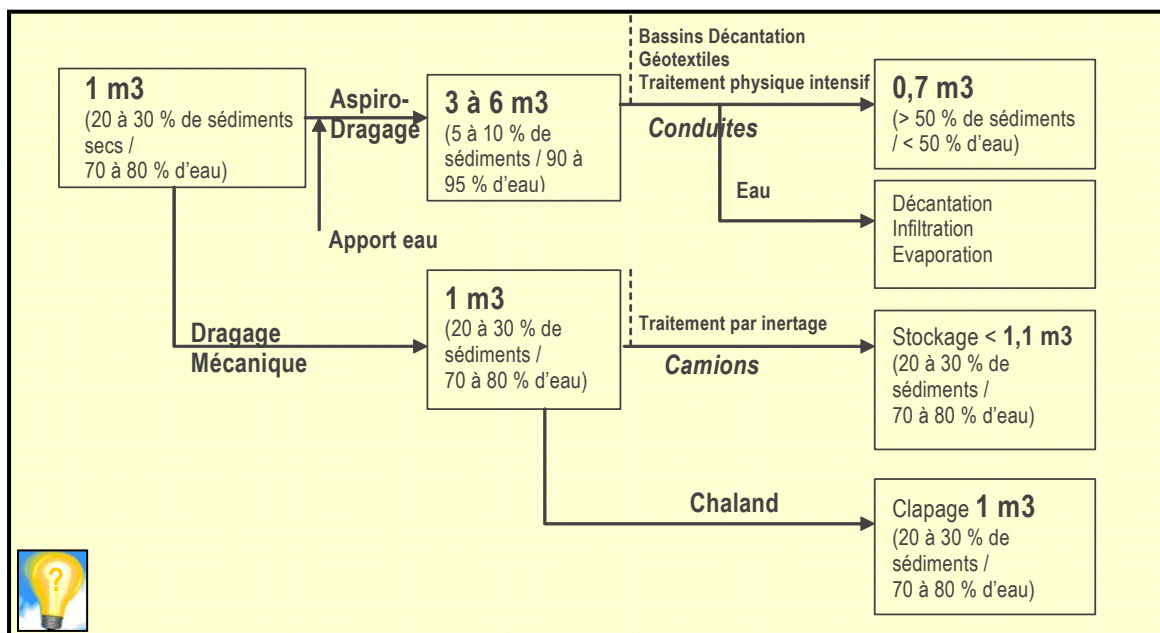 1 m3
(20 à 30 % de sédiments
secs /
70 à 80 % d'eau)
Aspiro-
Dragage
Apport eau
3 à 6 m3
(5 à 10 % de
sédiments / 90 à
95 % d'eau)
Bassins Décantation
Géotextiles
Traitement physique intensif
Conduites
Eau
0,7 m3
(> 50 % de sédiments
/ < 50 % d'eau)
Décantation
Infiltration
Evaporation
Dragage
Mécanique
1 m3
(20 à 30 % de
sédiments /
70 à 80 % d'eau)
Traitement par inertage
Camions
Stockage < 1,1 m3
(20 à 30 % de
sédiments /
70 à 80 % d'eau)
Chaland
Clapage 1 m3
(20 à 30 % de
sédiments /
70 à 80 % d'eau)
?